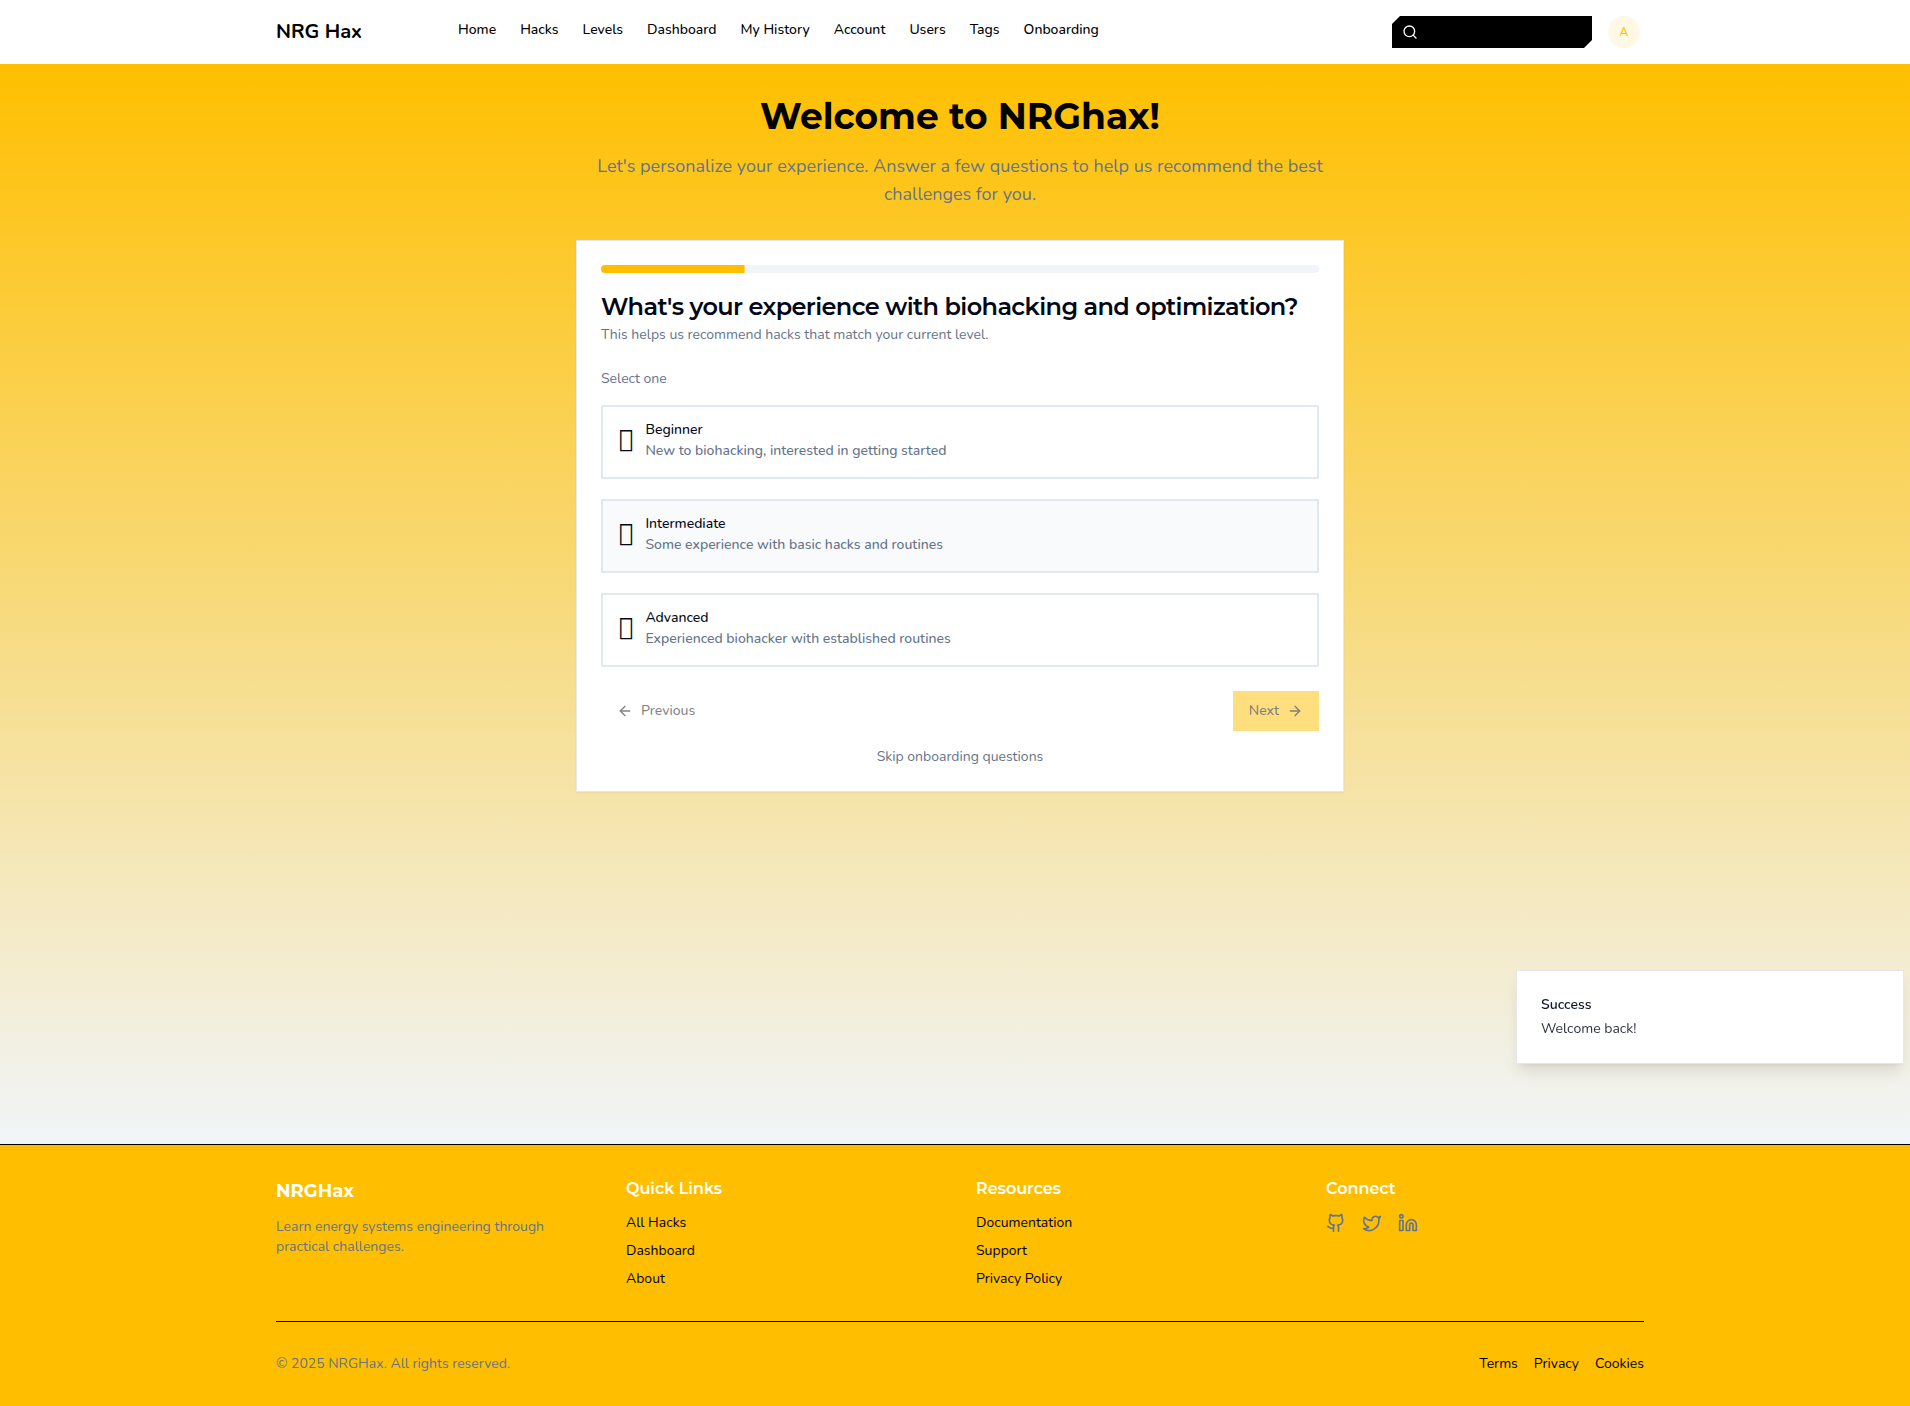 NRG Hax
Home Hacks Levels Dashboard My History Account Users Tags Onboarding
A
Welcome to NRGhax!
Let's personalize your experience. Answer a few questions to help us recommend the best
challenges for you.
What's your experience with biohacking and optimization?
This helps us recommend hacks that match your current level.
Select one
Beginner
New to biohacking, interested in getting started
Intermediate
Some experience with basic hacks and routines
Advanced
Experienced biohacker with established routines
Previous
Next
Skip onboarding questions
Success
Welcome back!
NRGHax
Learn energy systems engineering through
practical challenges.
Quick Links
All Hacks
Dashboard
About
Resources
Documentation
Support
Privacy Policy
Connect
© 2025 NRGHax. All rights reserved.
Terms Privacy Cookies